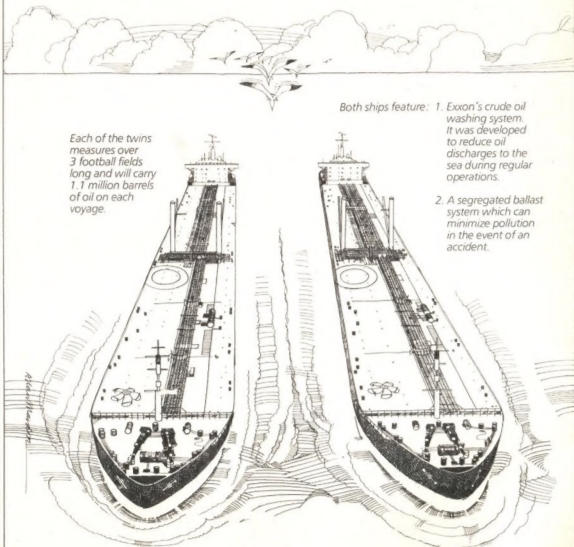 Each of the twins
measures over
3 football fields
long and will carry
1.1 million barrels
of oil on each
voyage.
Both ships feature: 1. Exxon's crude oil
washing system.
It was developed
to reduce oil
discharges to the
sea during regular
operations.
2. A segregated ballast
system which can
minimize pollution
in the event of an
accident.